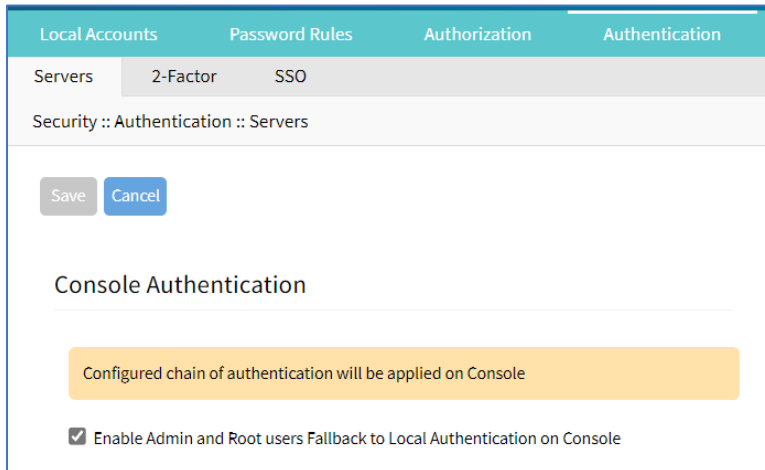 Local Accounts Password Rules Authorization Authentication
Servers 2-Factor SSO
Security :: Authentication :: Servers
Save Cancel
Console Authentication
Configured chain of authentication will be applied on Console
Enable Admin and Root users Fallback to Local Authentication on Console